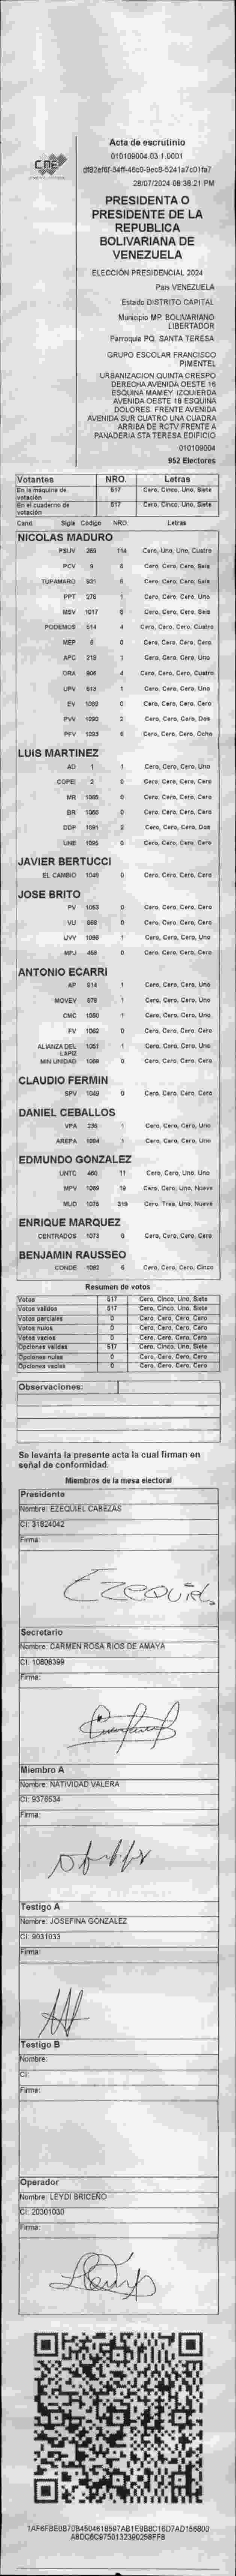 CNE
Acta de escrutinio
010109004.03.1.0001
28/07/2024 08:38:21 PM
PRESIDENTA O
PRESIDENTE DE LA
REPUBLICA
BOLIVARIANA DE
VENEZUELA
ELECCIÓN PRESIDENCIAL 2024
Pais VENEZUELA
Estado DISTRITO CAPITAL
Municipio MP. BOLIVARIANO
LIBERTADOR
Parroquia PQ. SANTA TERESA
GRUPO ESCOLAR FRANCISCO
PIMENTEL
URBANIZACION QUINTA CRESPO
DERECHA AVENIDA OESTE 16
ESQUINA MAMEY IZQUIERDA
AVENIDA OESTE 18 ESQUINA
DOLORES. FRENTE AVENIDA
AVENIDA SUR CUATRO UNA CUADRA
ARRIBA DE RCTV FRENTE A
PANADERIA STA TERESA EDIFICIO
010109004
952 Electores
Votantes NRO. Letras
En la maquina de votación 517 Cero, Cinco, Uno, Siete
En el cuaderno de votación 517 Cero, Cinco, Uno, Siete
Cand. Sigla Código NRO. Letras
NICOLAS MADURO
PSUV 269 114 Cero, Uno, Uno, Cuatro
PCV 9 6 Cero, Cero, Cero, Seis
TUPAMARO 931 6 Cero, Cero, Cero, Seis
PPT 276 1 Cero, Cero, Cero, Uno
MSV 1017 6 Cero, Cero, Cero, Seis
PODEMOS 514 4 Cero, Cero, Cero, Cuatro
MEP 6 0 Cero, Cero, Cero, Cero
APC 219 1 Cero, Cero, Cero, Uno
ORA 906 4 Cero, Cero, Cero, Cuatro
UPV 613 1 Cero, Cero, Cero, Uno
EV 1089 0 Cero, Cero, Cero, Cero
PVV 1090 2 Cero, Cero, Cero, Dos
PFV 1093 8 Cero, Cero, Cero, Ocho
LUIS MARTINEZ
AD 1 1 Cero, Cero, Cero, Uno
COPEI 2 0 Cero, Cero, Cero, Cero
MR 0 Cero, Cero, Cero, Cero
BR 0 Cero, Cero, Cero, Cero
DDP 1091 2 Cero, Cero, Cero, Dos
UNE 1095 0 Cero, Cero, Cero, Cero
JAVIER BERTUCCI
EL CAMBIO 1048 0 Cero, Cero, Cero, Cero
JOSE BRITO
PV 1053 0 Cero, Cero, Cero, Cero
VU 0 Cero, Cero, Cero, Cero
UVV 1096 1 Cero, Cero, Cero, Uno
MPJ 458 0 Cero, Cero, Cero, Cero
ANTONIO ECARRI
AP 914 1 Cero, Cero, Cero, Uno
MOVEV 979 1 Cero, Cero, Cero, Uno
CMC 1050 1 Cero, Cero, Cero, Uno
FV 1062 0 Cero, Cero, Cero, Cero
ALIANZA DEL LAPIZ 1051 1 Cero, Cero, Cero, Uno
MIN UNIDAD 0 Cero, Cero, Cero, Cero
CLAUDIO FERMIN
SPV 1049 0 Cero, Cero, Cero, Cero
DANIEL CEBALLOS
VPA 235 1 Cero, Cero, Cero, Uno
AREPA 1094 1 Cero, Cero, Cero, Uno
EDMUNDO GONZALEZ
UNTC 460 11 Cero, Cero, Uno, Uno
MPV 1069 19 Cero, Cero, Uno, Nueve
MUD 1075 319 Cero, Tres, Uno, Nueve
ENRIQUE MARQUEZ
CENTRADOS 1073 0 Cero, Cero, Cero, Cero
BENJAMIN RAUSSEO
CONDE 1092 5 Cero, Cero, Cero, Cinco
Resumen de votos
Votos 517 Cero, Cinco, Uno, Siete
Votos validos 517 Cero, Cinco, Uno, Siete
Votos parciales 0 Cero, Cero, Cero, Cero
Votos nulos 0 Cero, Cero, Cero, Cero
Votos vacios 0 Cero, Cero, Cero, Cero
Opciones validas 517 Cero, Cinco, Uno, Siete
Opciones nulas 0 Cero, Cero, Cero, Cero
Opciones vacias 0 Cero, Cero, Cero, Cero
Observaciones:
Se levanta la presente acta la cual firman en
señal de conformidad.
Miembros de la mesa electoral
Presidente
Nombre: EZEQUIEL CABEZAS
CI: 31824042
Firma:
Ezequiel
Secretario
Nombre: CARMEN ROSA RIOS DE AMAYA
CI: 10808399
Firma:
Miembro A
Nombre: NATIVIDAD VALERA
CI: 9376534
Firma:
Testigo A
Nombre: JOSEFINA GONZALEZ
CI: 9031033
Firma:
Testigo B
Nombre:
CI:
Firma:
Operador
Nombre: LEYDI BRICEÑO
CI: 20301030
Firma: